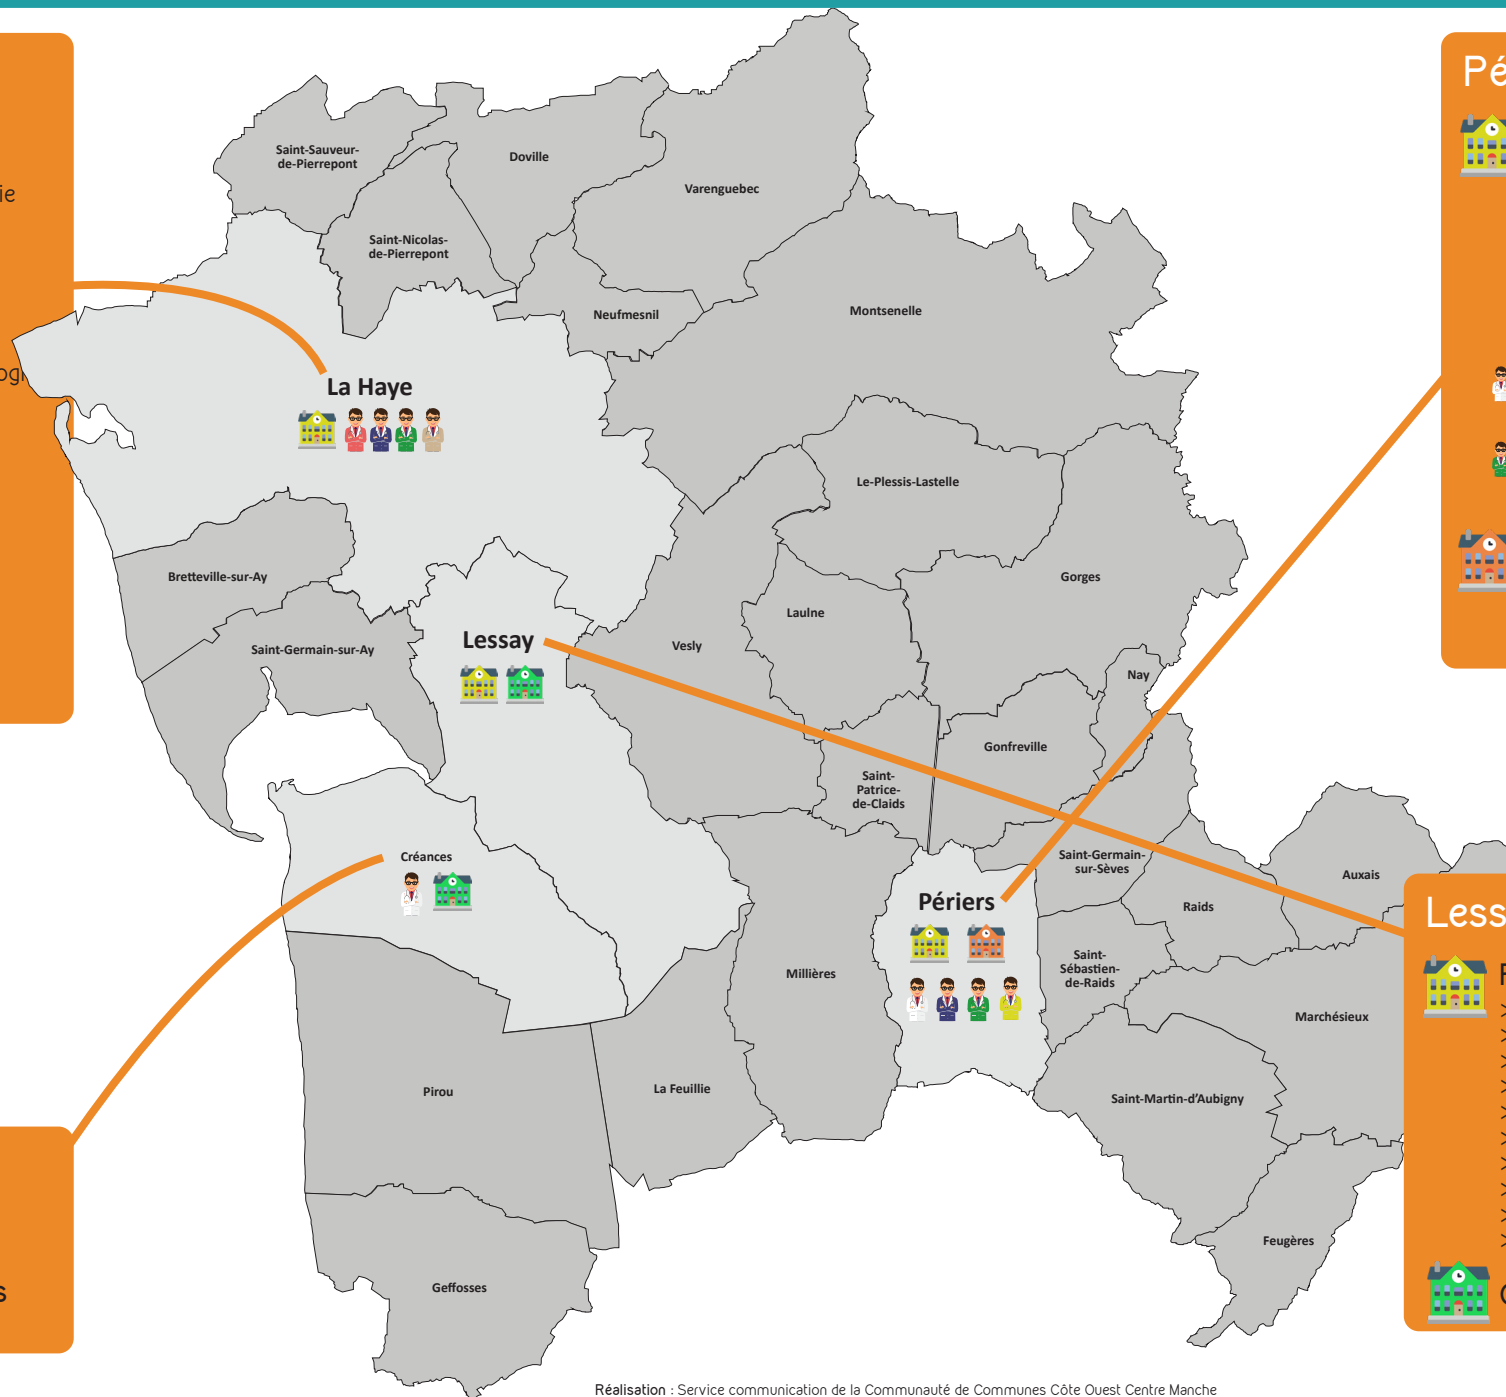 Saint-Sauveur-
de-Pierrepont
Doville
Varenguebec
Saint-Nicolas-
de-Pierrepont
Neufmesnil
Montsenelle
La Haye
Le-Plessis-Lastelle
Bretteville-sur-Ay
Gorges
Laulne
Saint-Germain-sur-Ay
Lessay
Vesly
Nay
Gonfreville
Saint-
Patrice-
de-Claids
Créances
Saint-Germain-
sur-Sèves
Auxais
Périers
Raids
Saint-
Sébastien-
de-Raids
Millières
Marchésieux
Pirou
La Feuillie
Saint-Martin-d'Aubigny
Feugères
Geffosses
ie
og
s
Pé
Less
>
>
>
>
>
>
>
>
>
>
Réalisation : Service communication de la Communauté de Communes Côte Ouest Centre Manche